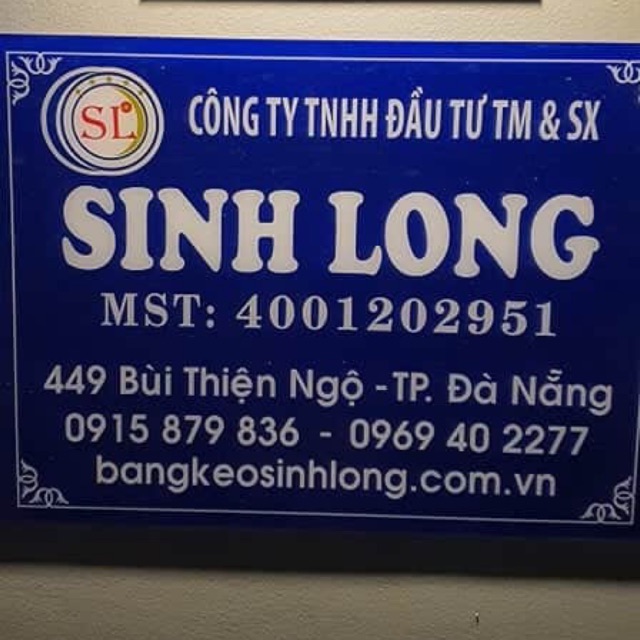 SL
CÔNG TY TNHH ĐẦU TƯ TM & SX
SINH LONG
MST: 4001202951
449 Bùi Thiện Ngộ - TP. Đà Nẵng
0915 879 836 - 0969 40 2277
bangkeosinhlong.com.vn